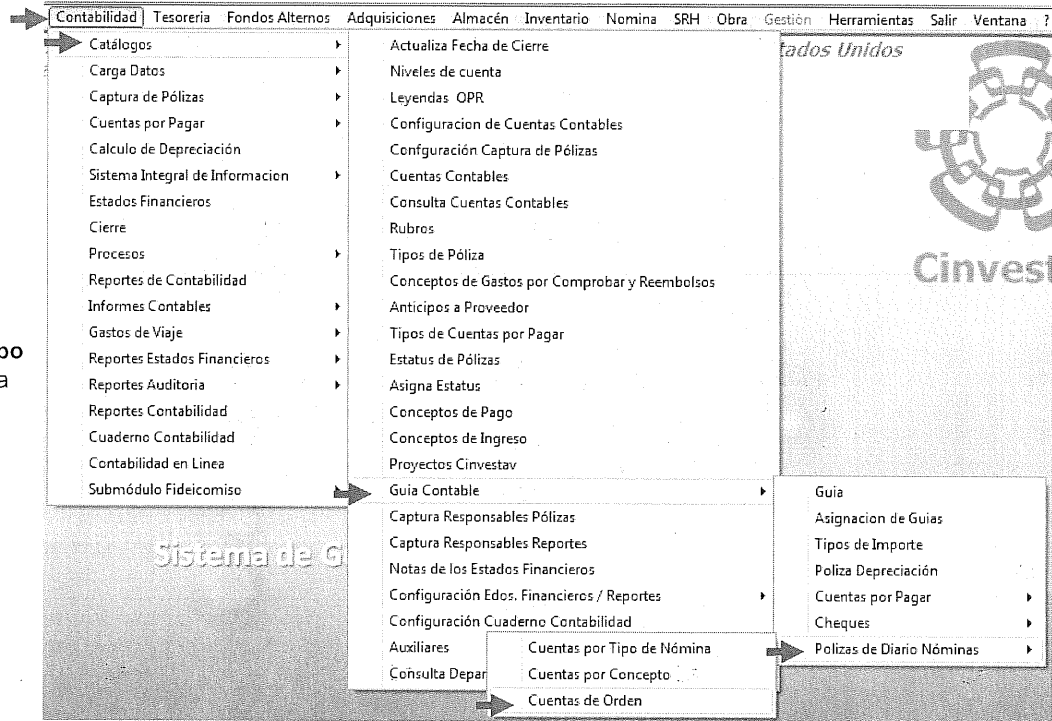 Contabilidad Tesoreria Fondos Alternos Adquisiciones Almacén Inventario Nomina SRH Obra Gestión Herramientas Salir Ventana ?
Catálogos
Carga Datos
Captura de Pólizas
Cuentas por Pagar
Calculo de Depreciación
Sistema Integral de Informacion
Estados Financieros
Cierre
Procesos
Reportes de Contabilidad
Informes Contables
Gastos de Viaje
Reportes Estados Financieros
Reportes Auditoria
Reportes Contabilidad
Cuaderno Contabilidad
Contabilidad en Linea
Submódulo Fideicomiso
Actualiza Fecha de Cierre
Niveles de cuenta
Leyendas OPR
Configuracion de Cuentas Contables
Confguración Captura de Pólizas
Cuentas Contables
Consulta Cuentas Contables
Rubros
Tipos de Póliza
Conceptos de Gastos por Comprobar y Reembolsos
Anticipos a Proveedor
Tipos de Cuentas por Pagar
Estatus de Pólizas
Asigna Estatus
Conceptos de Pago
Conceptos de Ingreso
Proyectos Cinvestav
Guia Contable
Captura Responsables Pólizas
Captura Responsables Reportes
Notas de los Estados Financieros
Configuración Edos. Financieros / Reportes
Configuración Cuaderno Contabilidad
Auxiliares
Consulta Depar
Guia
Asignacion de Guias
Tipos de Importe
Poliza Depreciación
Cuentas por Pagar
Cheques
Polizas de Diario Nóminas
Cuentas por Tipo de Nómina
Cuentas por Concepto
Cuentas de Orden
tados Unidos
Cinvest
Sistema de G
po
a